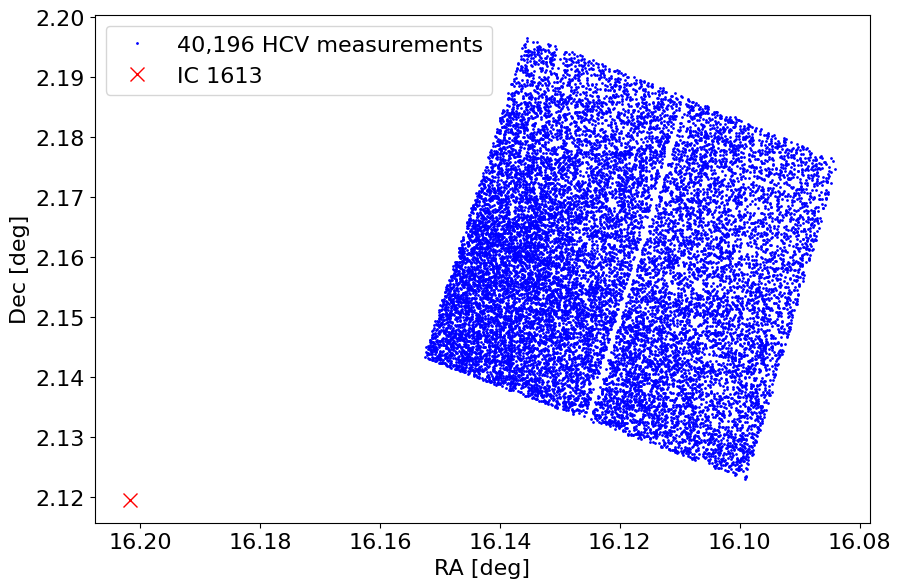 40,196 HCV measurements
IC 1613
2.20
2.19
2.18
2.17
2.16
2.15
2.14
2.13
2.12
Dec [deg]
16.20 16.18 16.16 16.14 16.12 16.10 16.08
RA [deg]